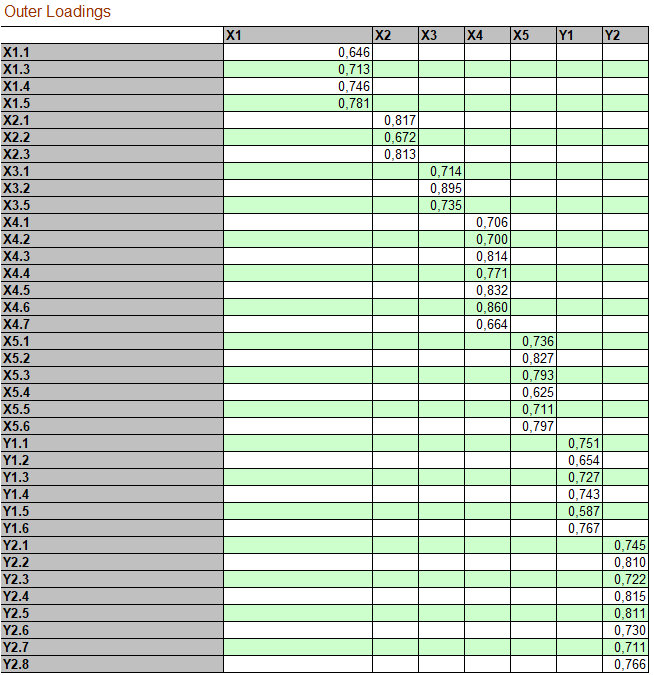 Outer Loadings
X1 X2 X3 X4 X5 Y1 Y2
X1.1 0,646
X1.3 0,713
X1.4 0,746
X1.5 0,781
X2.1 0,817
X2.2 0,672
X2.3 0,813
X3.1 0,714
X3.2 0,895
X3.5 0,735
X4.1 0,706
X4.2 0,700
X4.3 0,814
X4.4 0,771
X4.5 0,832
X4.6 0,860
X4.7 0,664
X5.1 0,736
X5.2 0,827
X5.3 0,793
X5.4 0,625
X5.5 0,711
X5.6 0,797
Y1.1 0,751
Y1.2 0,654
Y1.3 0,727
Y1.4 0,743
Y1.5 0,587
Y1.6 0,767
Y2.1 0,745
Y2.2 0,810
Y2.3 0,722
Y2.4 0,815
Y2.5 0,811
Y2.6 0,730
Y2.7 0,711
Y2.8 0,766